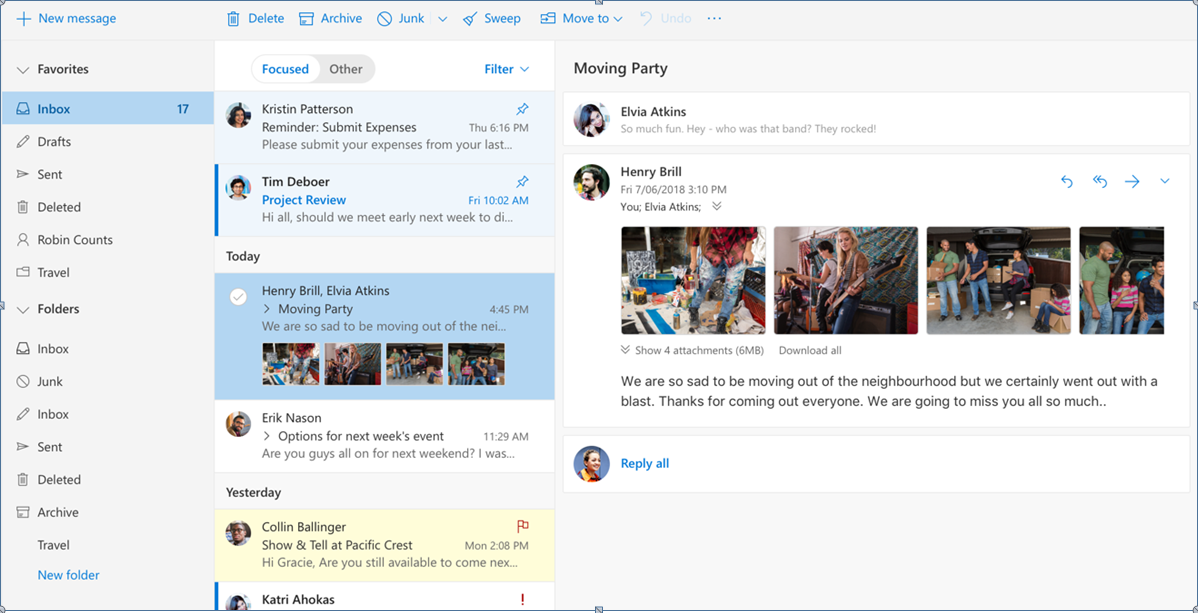 New message
Delete
Archive
Junk
Sweep
Move to
Undo
Favorites
Inbox 17
Drafts
Sent
Deleted
Robin Counts
Travel
Folders
Inbox
Junk
Inbox
Sent
Deleted
Archive
Travel
New folder
Focused
Other
Filter
Kristin Patterson
Reminder: Submit Expenses Thu 6:16 PM
Please submit your expenses from your last...
Tim Deboer
Project Review Fri 10:02 AM
Hi all, should we meet early next week to di...
Today
Henry Brill, Elvia Atkins
Moving Party 4:45 PM
We are so sad to be moving out of the nei...
Erik Nason
Options for next week's event 11:29 AM
Are you guys all on for next weekend? I was...
Yesterday
Collin Ballinger
Show & Tell at Pacific Crest Mon 2:08 PM
Hi Gracie, Are you still available to come nex...
Katri Ahokas !
Moving Party
Elvia Atkins
So much fun. Hey - who was that band? They rocked!
Henry Brill
Fri 7/06/2018 3:10 PM
You; Elvia Atkins;
Show 4 attachments (6MB) Download all
We are so sad to be moving out of the neighbourhood but we certainly went out with a
blast. Thanks for coming out everyone. We are going to miss you all so much..
Reply all